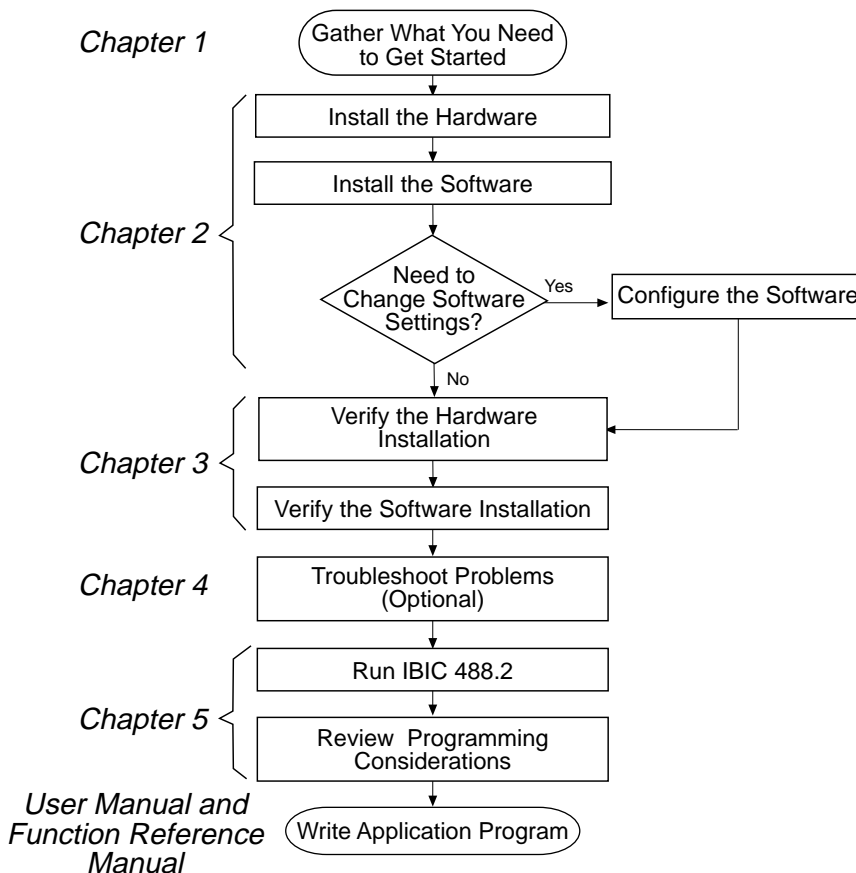 Chapter 1
Gather What You Need
to Get Started
Install the Hardware
Install the Software
Chapter 2
Need to
Change Software
Settings?
Yes
Configure the Software
No
Verify the Hardware
Installation
Chapter 3
Verify the Software Installation
Chapter 4
Troubleshoot Problems
(Optional)
Run IBIC 488.2
Chapter 5
Review Programming
Considerations
User Manual and
Function Reference
Manual
Write Application Program